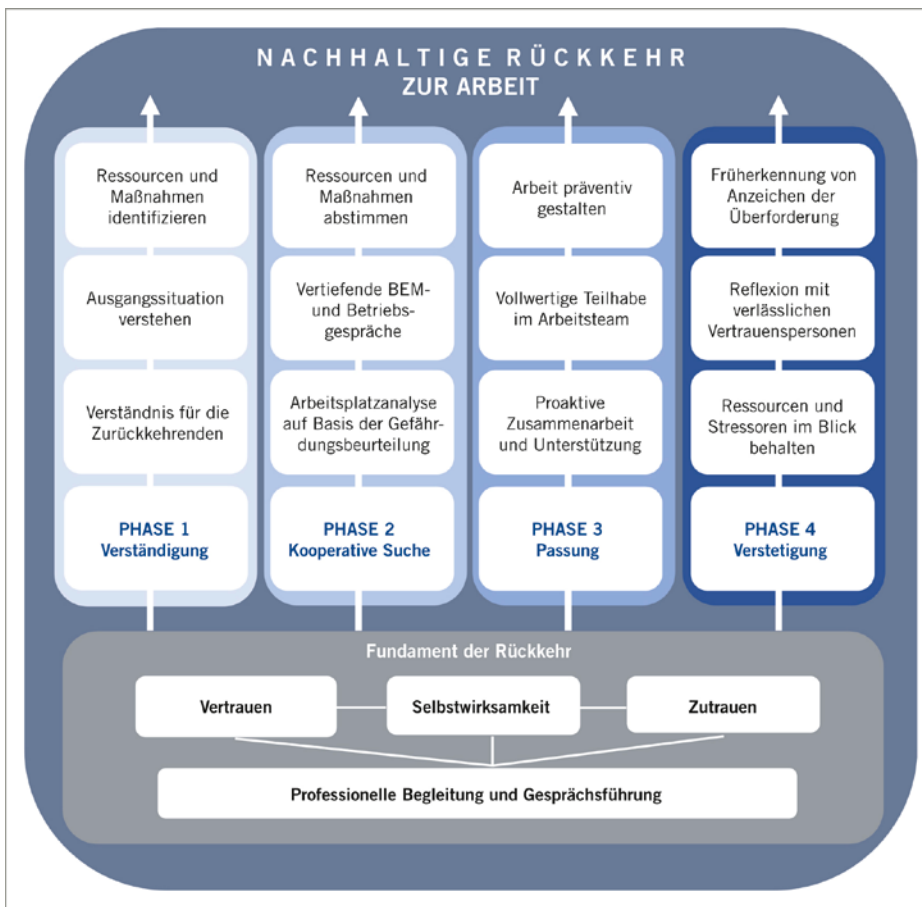 NACHHALTIGE RÜCKKEHR
ZUR ARBEIT
Ressourcen und
Maßnahmen
identifizieren
Ausgangssituation
verstehen
Verständnis für die
Zurückkehrenden
PHASE 1
Verständigung
Ressourcen und
Maßnahmen
abstimmen
Vertiefende BEM-
und Betriebs-
gespräche
Arbeitsplatzanalyse
auf Basis der Gefähr-
dungsbeurteilung
PHASE 2
Kooperative Suche
Arbeit präventiv
gestalten
Vollwertige Teilhabe
im Arbeitsteam
Proaktive
Zusammenarbeit
und Unterstützung
PHASE 3
Passung
Früherkennung von
Anzeichen der
Überforderung
Reflexion mit
verlässlichen
Vertrauenspersonen
Ressourcen und
Stressoren im Blick
behalten
PHASE 4
Verstetigung
Fundament der Rückkehr
Vertrauen
Selbstwirksamkeit
Zutrauen
Professionelle Begleitung und Gesprächsführung